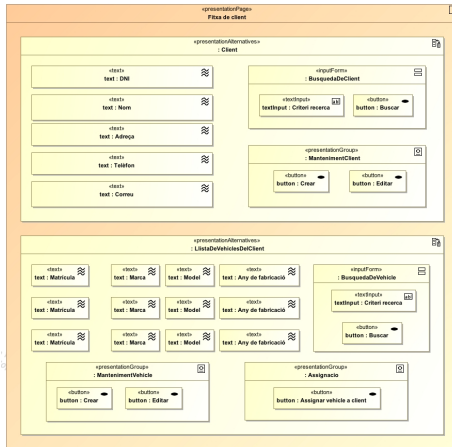 «presentationPage»
Fitxa de client
«presentationAlternatives»
: Client
«text»
text : DNI
«text»
text : Nom
«text»
text : Adreça
«text»
text : Telèfon
«text»
text : Correu
«inputForm»
: BusquedaDeClient
«textInput»
textInput : Criteri recerca
«button»
button : Buscar
«presentationGroup»
: MantenimentClient
«button»
button : Crear
«button»
button : Editar
«presentationAlternatives»
: LlistaDeVehiclesDelClient
«text» «text» «text» «text»
text : Matrícula text : Marca text : Model text : Any de fabricació
«text» «text» «text» «text»
text : Matrícula text : Marca text : Model text : Any de fabricació
«text» «text» «text» «text»
text : Matrícula text : Marca text : Model text : Any de fabricació
«inputForm»
: BusquedaDeVehicle
«textInput»
textInput : Criteri recerca
«button»
button : Buscar
«presentationGroup»
: MantenimentVehicle
«button» «button»
button : Crear button : Editar
«presentationGroup»
: Assignacio
«button»
button : Assignar vehicle a client